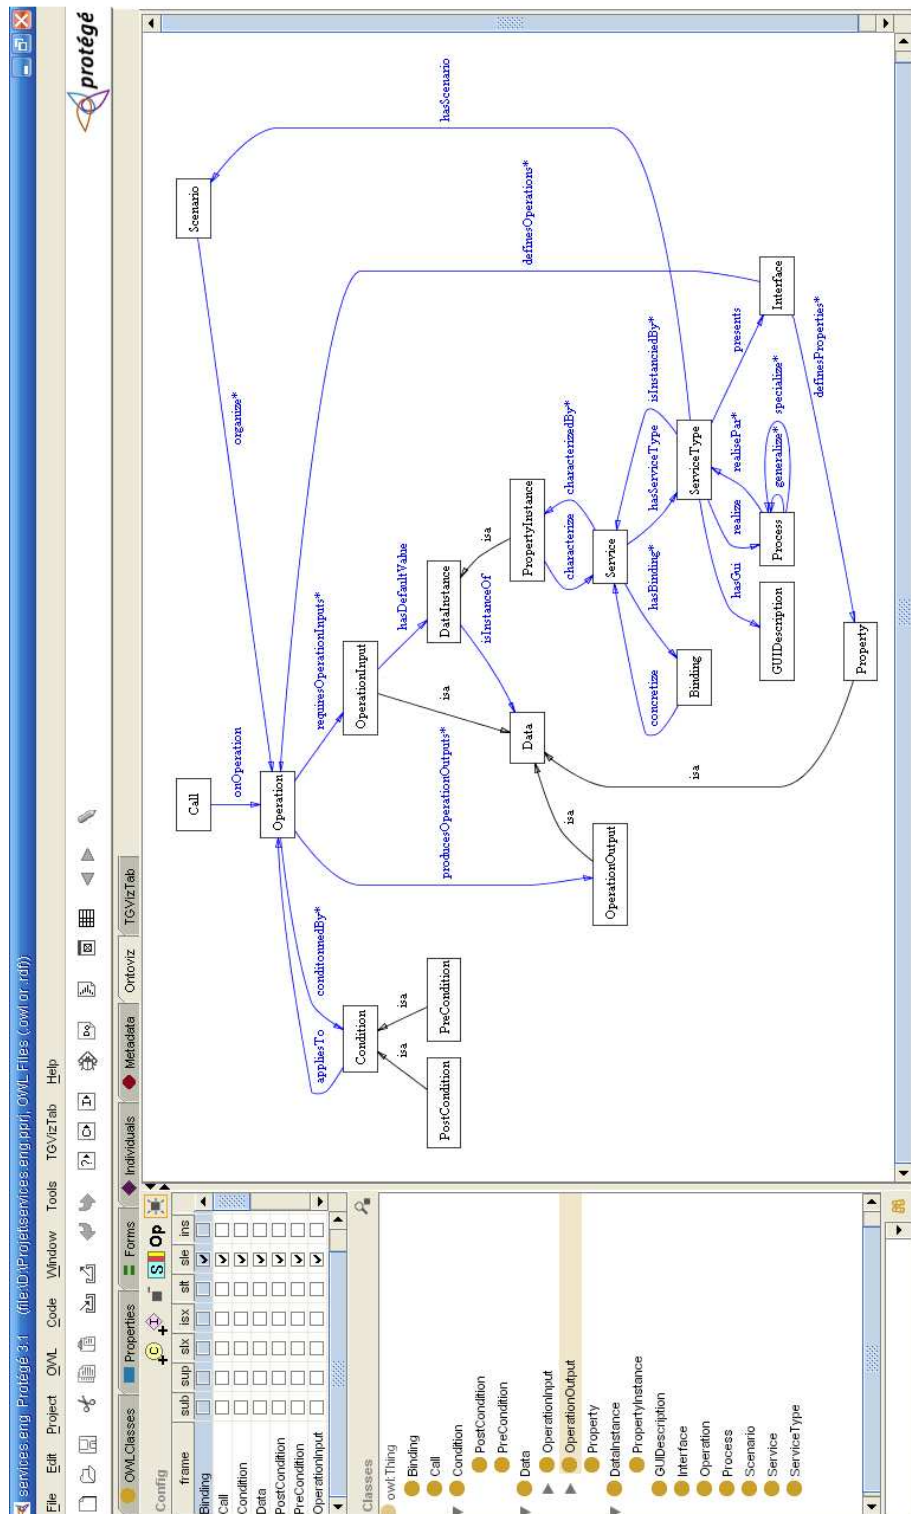 services.eng Protégé 3.1 (file:\D:\Projet\services.eng.pprj, OWL Files (.owl or .rdf))
File Edit Project OWL Code Window Tools TGVizTab Help
protégé
OWLClasses Properties Forms Individuals Metadata Ontoviz TGVizTab
Config
Op
frame sub sup slx isx slt sle ins
Binding
Call
Condition
Data
PostCondition
PreCondition
OperationInput
Classes
owl:Thing
Binding
Call
Condition
PostCondition
PreCondition
Data
OperationInput
OperationOutput
Property
DataInstance
PropertyInstance
GUIDescription
Interface
Operation
Process
Scenario
Service
ServiceType
Call
Scenario
onOperation
organize*
hasScenario
Operation
appliesTo
conditonnedBy*
requiresOperationInputs*
definesOperations*
Condition
OperationInput
isa
isa
hasDefaultValue
PostCondition
PreCondition
producesOperationOutputs*
isa
DataInstance
isInstanceOf
isa
PropertyInstance
Data
characterize
characterizedBy*
isa
OperationOutput
Service
concretize
hasBinding*
hasServiceType
isInstanciedBy*
Binding
ServiceType
isa
hasGui
realize
realisePar*
presents
GUIDescription
Process
generalize*
specialize*
Interface
definesProperties*
Property